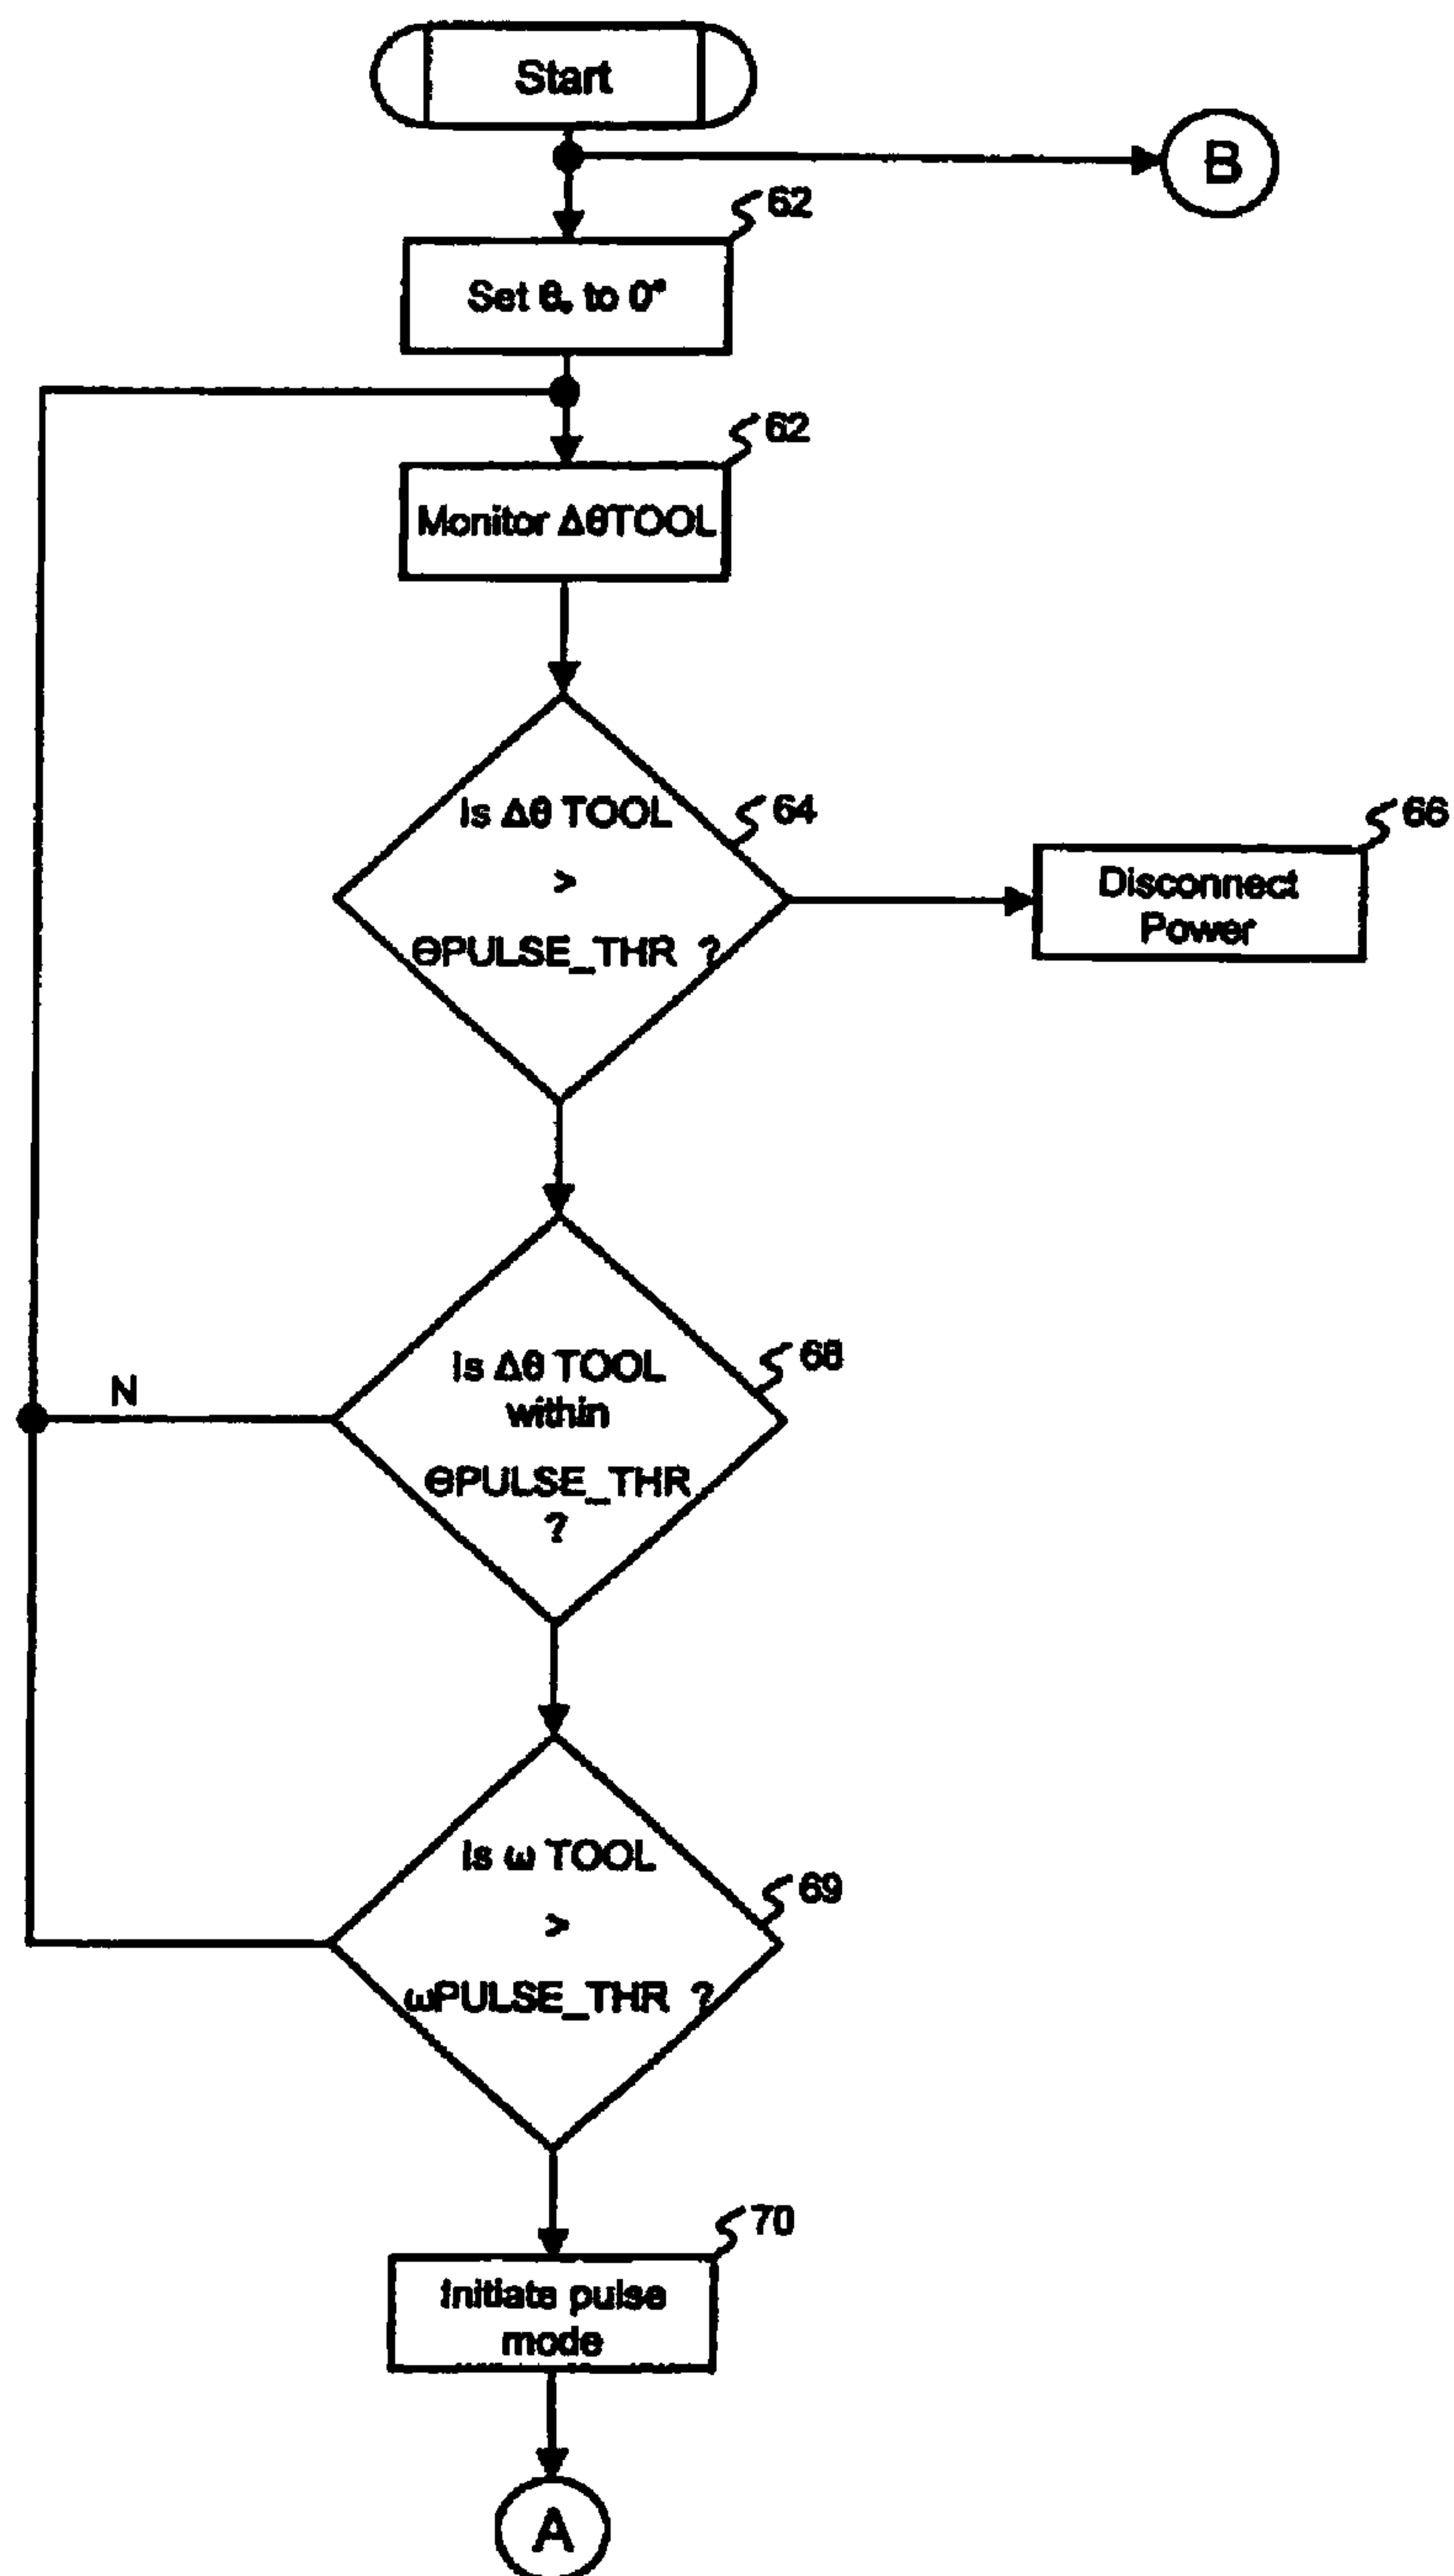 Start
B
62
Set θ. to 0°
62
Monitor ΔθTOOL
Is Δθ TOOL
>
ΘPULSE_THR ?
64
66
Disconnect
Power
Is Δθ TOOL
within
ΘPULSE_THR
?
68
N
Is ω TOOL
>
ωPULSE_THR ?
69
70
Initiate pulse
mode
A